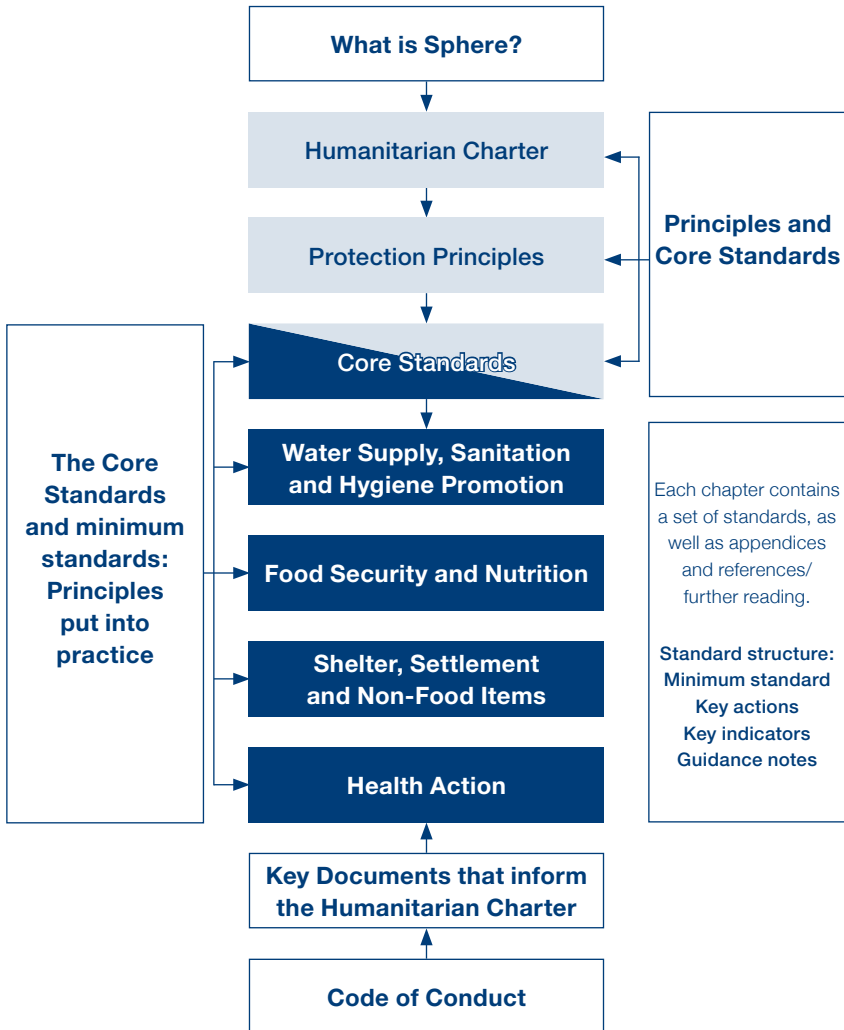 What is Sphere?
Humanitarian Charter
Protection Principles
Principles and
Core Standards
Core Standards
The Core
Standards
and minimum
standards:
Principles
put into
practice
Water Supply, Sanitation
and Hygiene Promotion
Food Security and Nutrition
Shelter, Settlement
and Non-Food Items
Health Action
Each chapter contains
a set of standards, as
well as appendices
and references/
further reading.
Standard structure:
Minimum standard
Key actions
Key indicators
Guidance notes
Key Documents that inform
the Humanitarian Charter
Code of Conduct